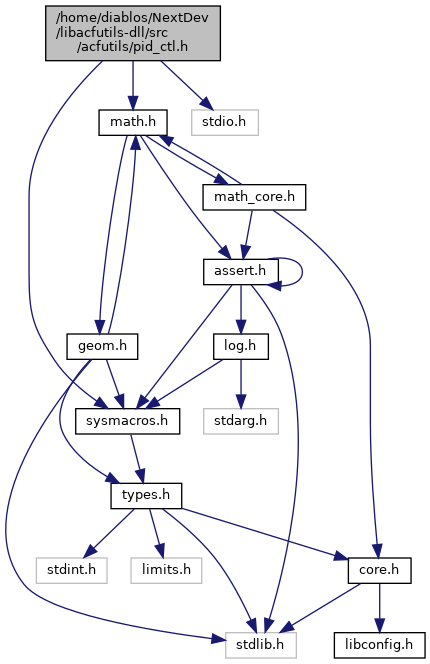 /home/diablos/NextDev
/libacfutils-dll/src
/acfutils/pid_ctl.h
math.h
stdio.h
math_core.h
assert.h
geom.h
log.h
sysmacros.h
stdarg.h
types.h
stdint.h
limits.h
core.h
stdlib.h
libconfig.h